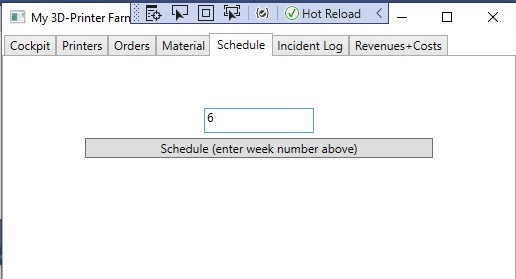 My 3D-Printer Farm
Hot Reload
Cockpit Printers Orders Material Schedule Incident Log Revenues+Costs
6
Schedule (enter week number above)